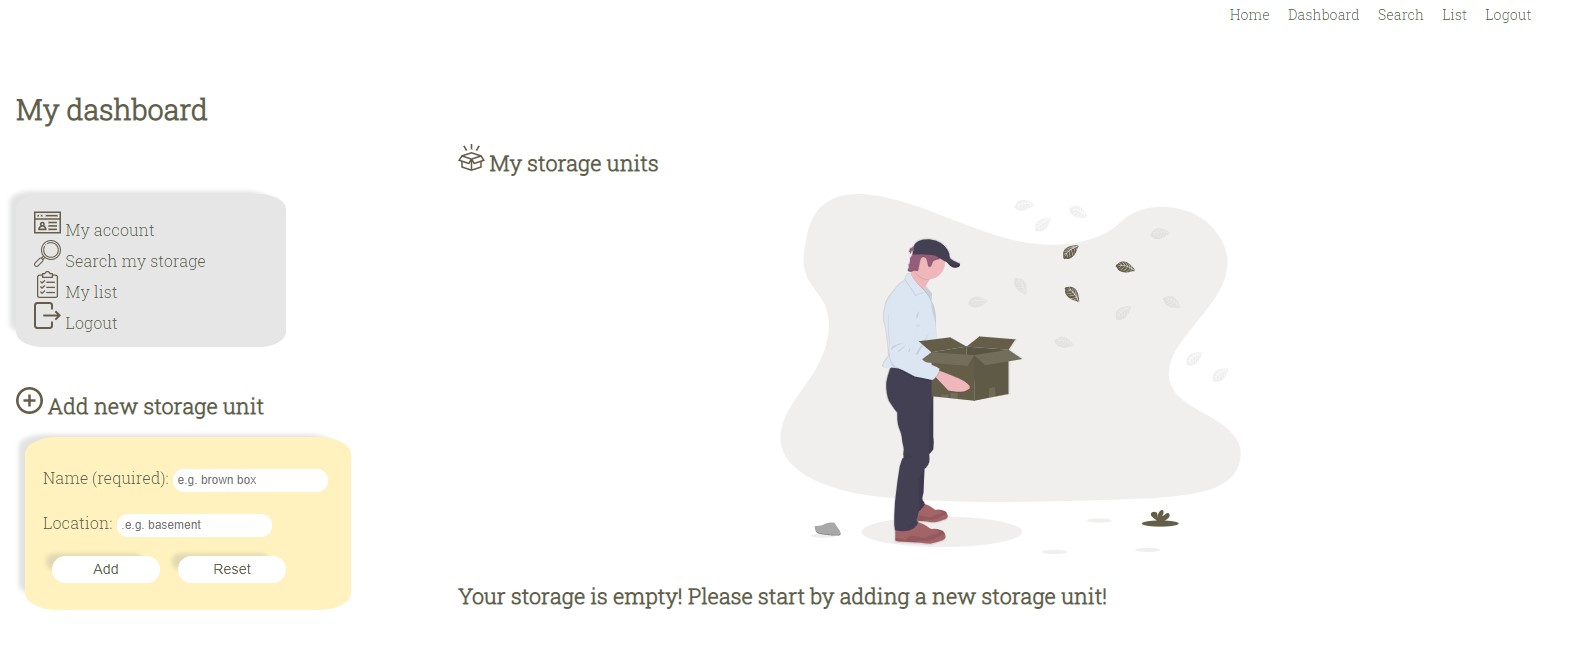 Home Dashboard Search List Logout
My dashboard
My storage units
My account
Search my storage
My list
Logout
Add new storage unit
Name (required): e.g. brown box
Location: .e.g. basement
Add Reset
Your storage is empty! Please start by adding a new storage unit!